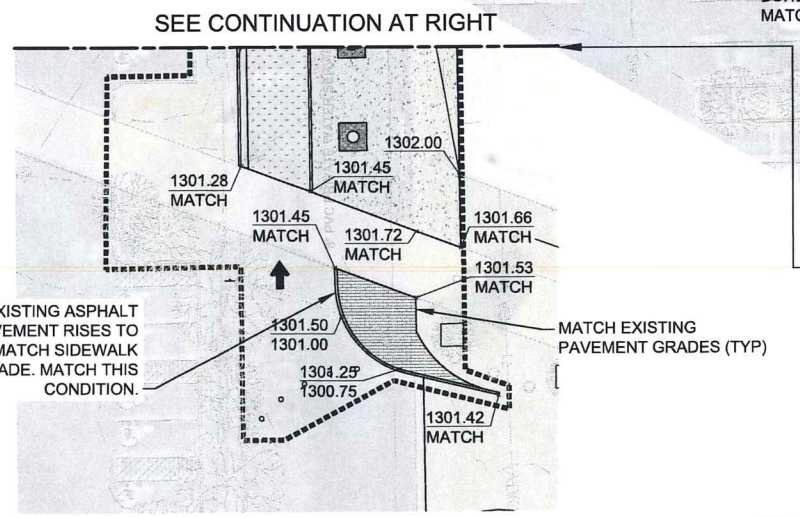 SEE CONTINUATION AT RIGHT
MATC
1302.00
1301.28
MATCH
1301.45
MATCH
1301.45
MATCH
1301.72
MATCH
1301.66
MATCH
1301.53
MATCH
1301.50
1301.00
1301.25
1300.75
1301.42
MATCH
XISTING ASPHALT
VEMENT RISES TO
MATCH SIDEWALK
ADE. MATCH THIS
CONDITION.
MATCH EXISTING
PAVEMENT GRADES (TYP)